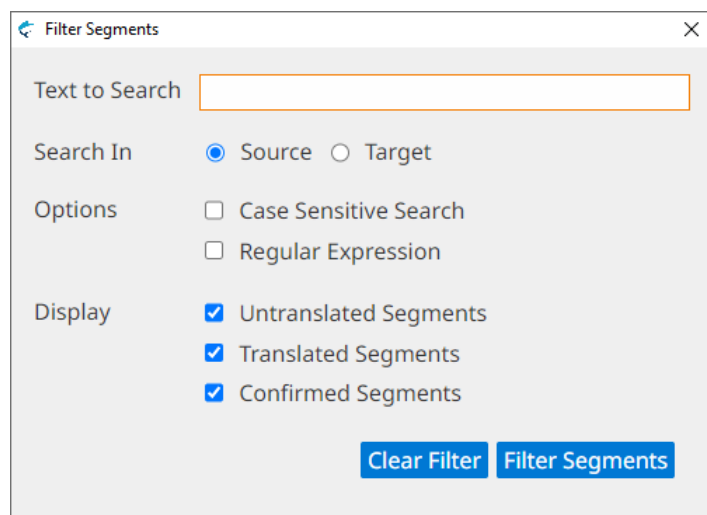 Filter Segments
Text to Search
Search In Source Target
Options Case Sensitive Search
Regular Expression
Display Untranslated Segments
Translated Segments
Confirmed Segments
Clear Filter Filter Segments